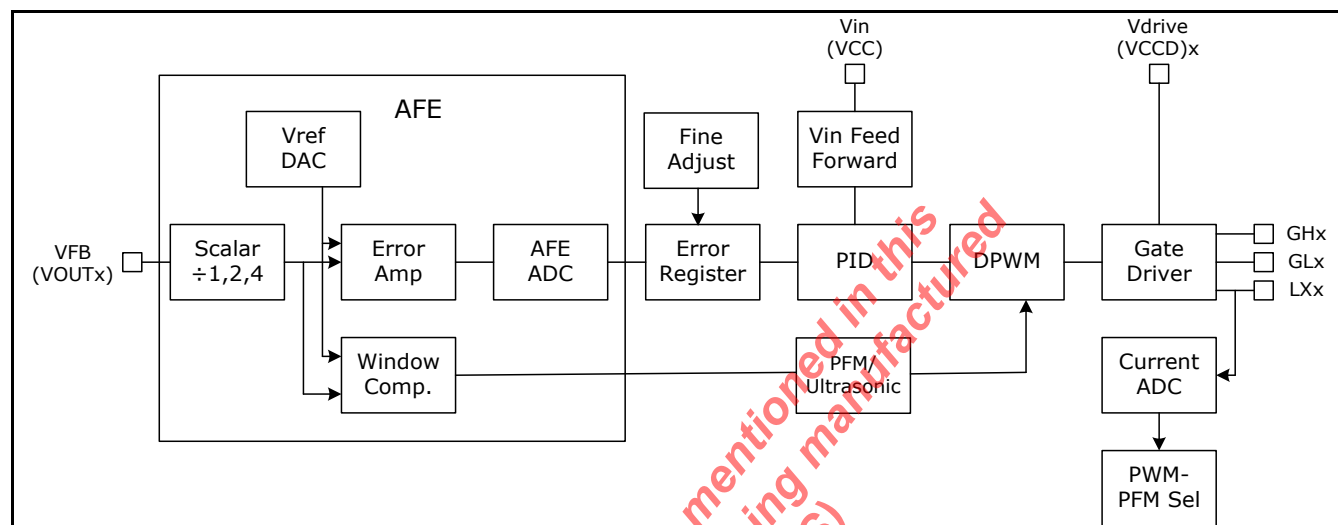 Vin
(VCC)
Vdrive
(VCCD)x
AFE
Vref
DAC
Fine
Adjust
Vin Feed
Forward
VFB
(VOUTx)
Scalar
÷1,2,4
Error
Amp
AFE
ADC
Error
Register
PID
DPWM
Gate
Driver
GHx
GLx
LXx
Window
Comp.
PFM/
Ultrasonic
Current
ADC
PWM-
PFM Sel
mentioned in this
ing manufactured